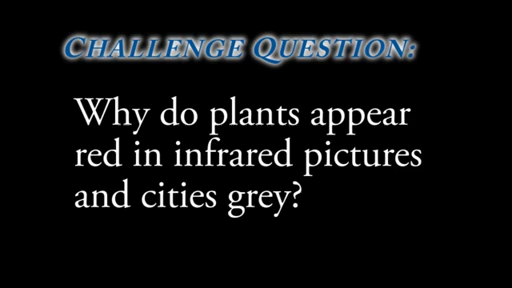 CHALLENGE QUESTION:
Why do plants appear
red in infrared pictures
and cities grey?